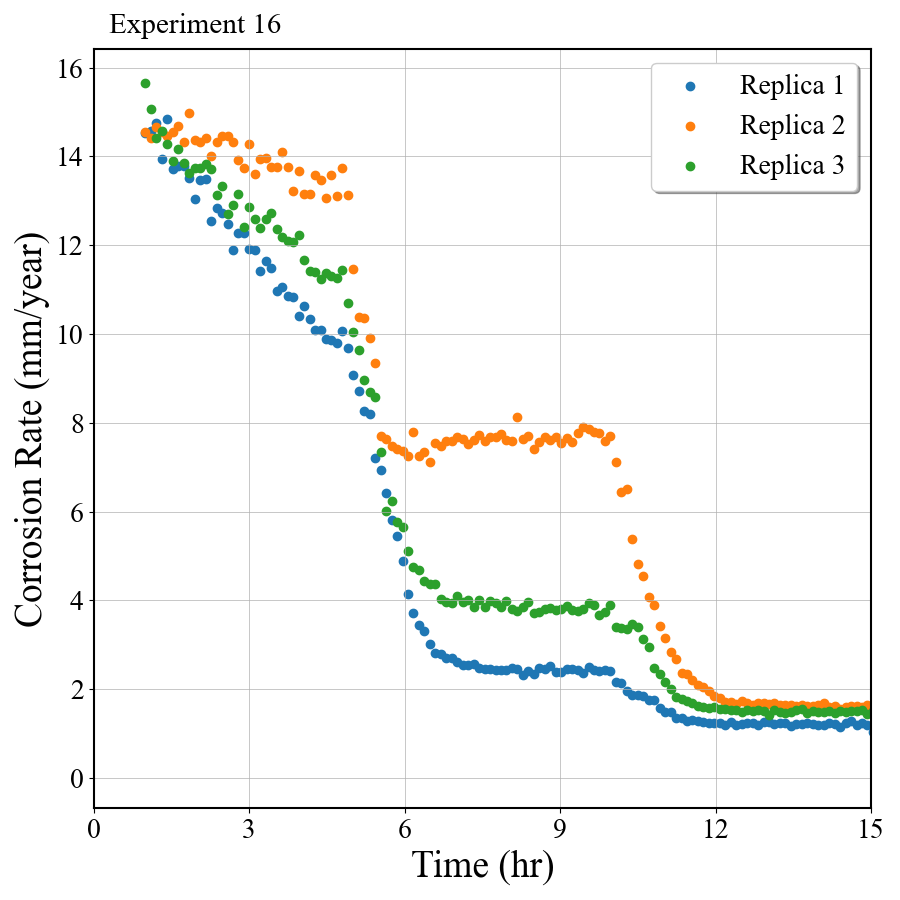 Experiment 16
Replica 1
Replica 2
Replica 3
Corrosion Rate (mm/year)
16
14
12
10
8
6
4
2
0
0 3 6 9 12 15
Time (hr)